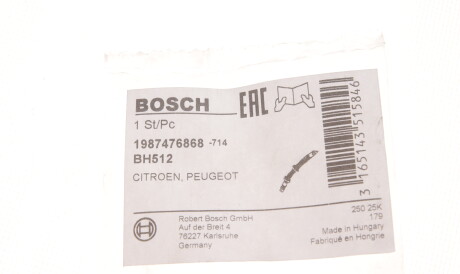 BOSCH
EAC
1 St/Pc
1987476868 -714
BH512
CITROEN, PEUGEOT
3 165143 515846
260 25K
179
Robert Bosch GmbH
Auf der Breit 4
76227 Karlsruhe
Germany
Made in Hungary
Fabriqué en Hongrie